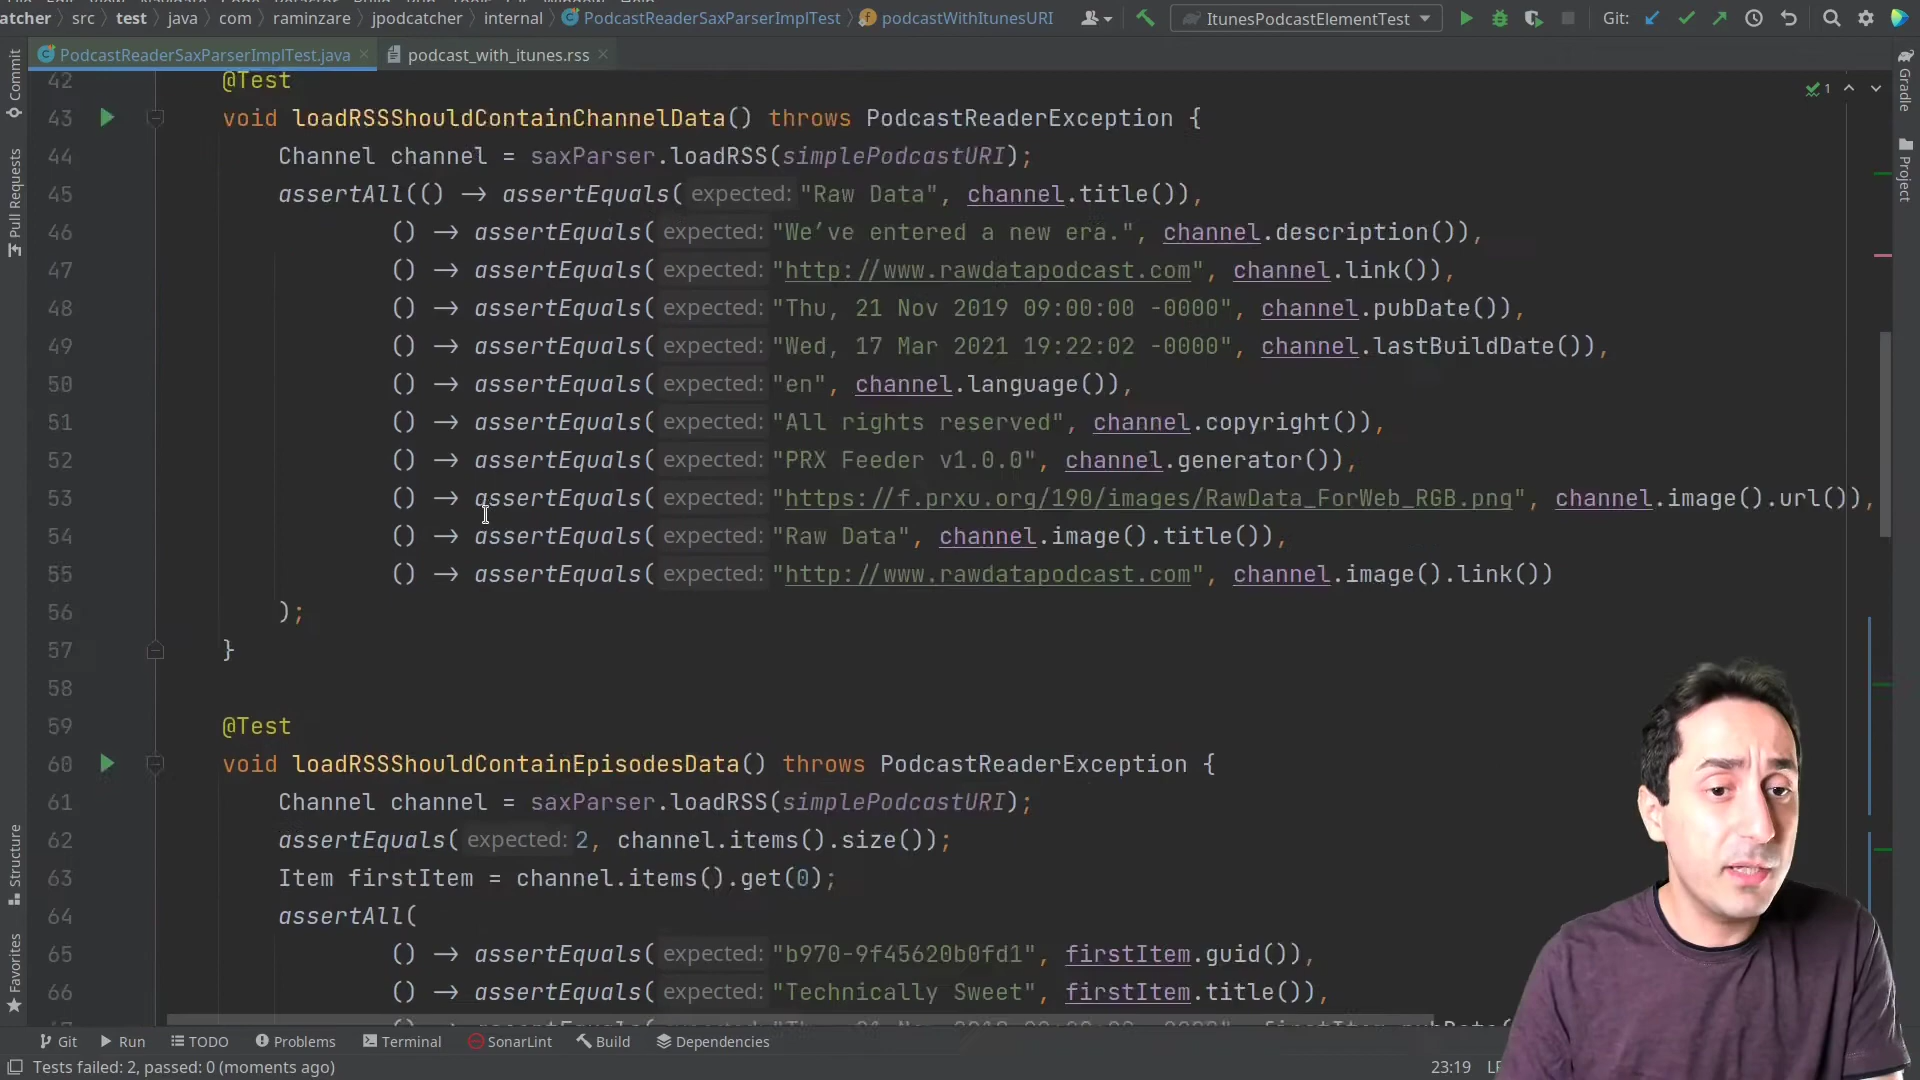 atcher > src > test > java > com > raminzare > jpodcatcher > internal > PodcastReaderSaxParserImplTest > podcastWithItunesURI
ItunesPodcastElementTest
Git:
PodcastReaderSaxParserImplTest.java
podcast_with_itunes.rss
Commit
Pull Requests
Structure
Favorites
Gradle
Project
1
42 @Test
43 void loadRSSShouldContainChannelData() throws PodcastReaderException {
44 Channel channel = saxParser.loadRSS(simplePodcastURI);
45 assertAll(() → assertEquals( expected: "Raw Data", channel.title()),
46 () → assertEquals( expected: "We’ve entered a new era.", channel.description()),
47 () → assertEquals( expected: "http://www.rawdatapodcast.com", channel.link()),
48 () → assertEquals( expected: "Thu, 21 Nov 2019 09:00:00 -0000", channel.pubDate()),
49 () → assertEquals( expected: "Wed, 17 Mar 2021 19:22:02 -0000", channel.lastBuildDate()),
50 () → assertEquals( expected: "en", channel.language()),
51 () → assertEquals( expected: "All rights reserved", channel.copyright()),
52 () → assertEquals( expected: "PRX Feeder v1.0.0", channel.generator()),
53 () → assertEquals( expected: "https://f.prxu.org/190/images/RawData_ForWeb_RGB.png", channel.image().url()),
54 () → assertEquals( expected: "Raw Data", channel.image().title()),
55 () → assertEquals( expected: "http://www.rawdatapodcast.com", channel.image().link())
56 );
57 }
58
59 @Test
60 void loadRSSShouldContainEpisodesData() throws PodcastReaderException {
61 Channel channel = saxParser.loadRSS(simplePodcastURI);
62 assertEquals( expected: 2, channel.items().size());
63 Item firstItem = channel.items().get(0);
64 assertAll(
65 () → assertEquals( expected: "b970-9f45620b0fd1", firstItem.guid()),
66 () → assertEquals( expected: "Technically Sweet", firstItem.title()),
Git Run TODO Problems Terminal SonarLint Build Dependencies
Tests failed: 2, passed: 0 (moments ago)
23:19